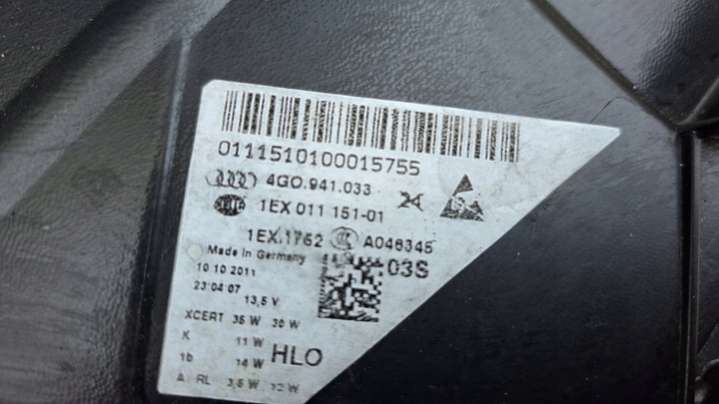 0111510100015755
4G0.941.033
1EX 011 151-01
1EX.1762 A046345
Made in Germany
03S
10 10 2011
23:04:07
13,5 V
XCERT 35 W 30 W
K 11 W
1b 14 W HLO
A RL 3,5 W 12 W